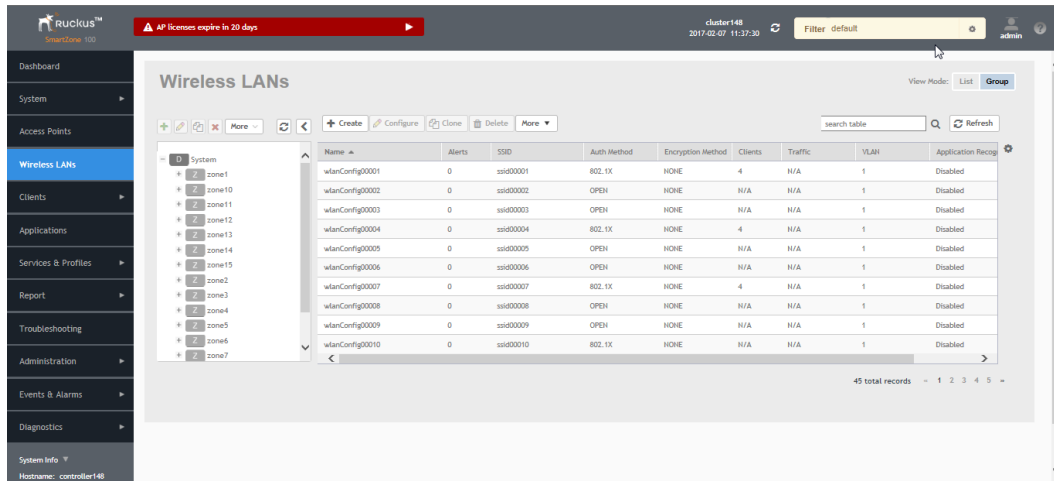 Ruckus™
SmartZone 100
AP licenses expire in 20 days
cluster148
2017-02-07 11:37:30
Filter default
admin
Dashboard
System
Access Points
Wireless LANs
Clients
Applications
Services & Profiles
Report
Troubleshooting
Administration
Events & Alarms
Diagnostics
System Info
Hostname: controller148
Wireless LANs
View Mode: List Group
More
Create Configure Clone Delete More
search table
Refresh
D System
Z zone1
Z zone10
Z zone11
Z zone12
Z zone13
Z zone14
Z zone15
Z zone2
Z zone3
Z zone4
Z zone5
Z zone6
Z zone7
Name Alerts SSID Auth Method Encryption Method Clients Traffic VLAN Application Recog
wlanConfig00001 0 ssid00001 802.1X NONE 4 N/A 1 Disabled
wlanConfig00002 0 ssid00002 OPEN NONE N/A N/A 1 Disabled
wlanConfig00003 0 ssid00003 OPEN NONE N/A N/A 1 Disabled
wlanConfig00004 0 ssid00004 802.1X NONE 4 N/A 1 Disabled
wlanConfig00005 0 ssid00005 OPEN NONE N/A N/A 1 Disabled
wlanConfig00006 0 ssid00006 OPEN NONE N/A N/A 1 Disabled
wlanConfig00007 0 ssid00007 802.1X NONE 4 N/A 1 Disabled
wlanConfig00008 0 ssid00008 OPEN NONE N/A N/A 1 Disabled
wlanConfig00009 0 ssid00009 OPEN NONE N/A N/A 1 Disabled
wlanConfig00010 0 ssid00010 802.1X NONE N/A N/A 1 Disabled
45 total records « 1 2 3 4 5 »